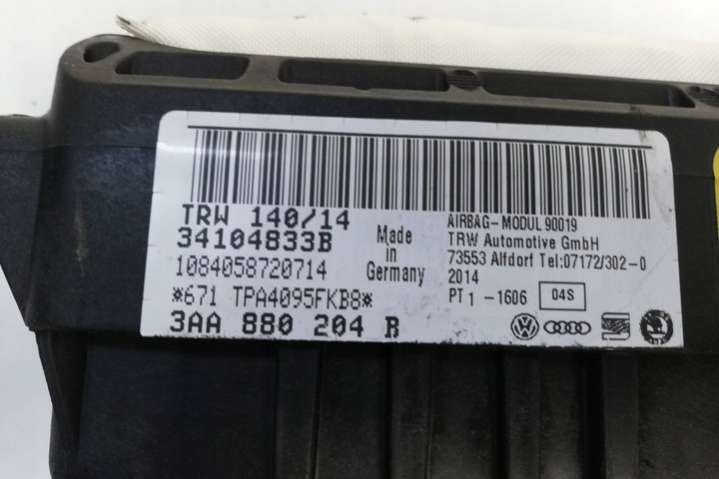 TRW 140/14
34104833B
1084058720714
*671 TPA4095FKB8*
3AA 880 204 B
Made
in
Germany
AIRBAG-MODUL 90019
TRW Automotive GmbH
73553 Alfdorf Tel:07172/302-0
2014
PT1 -1606 04S